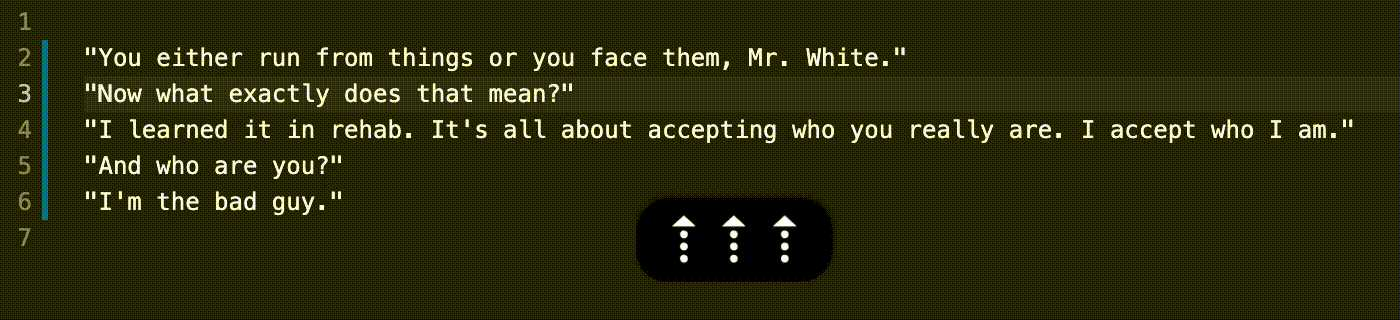 1
2 "You either run from things or you face them, Mr. White."
3 "Now what exactly does that mean?"
4 "I learned it in rehab. It's all about accepting who you really are. I accept who I am."
5 "And who are you?"
6 "I'm the bad guy."
7